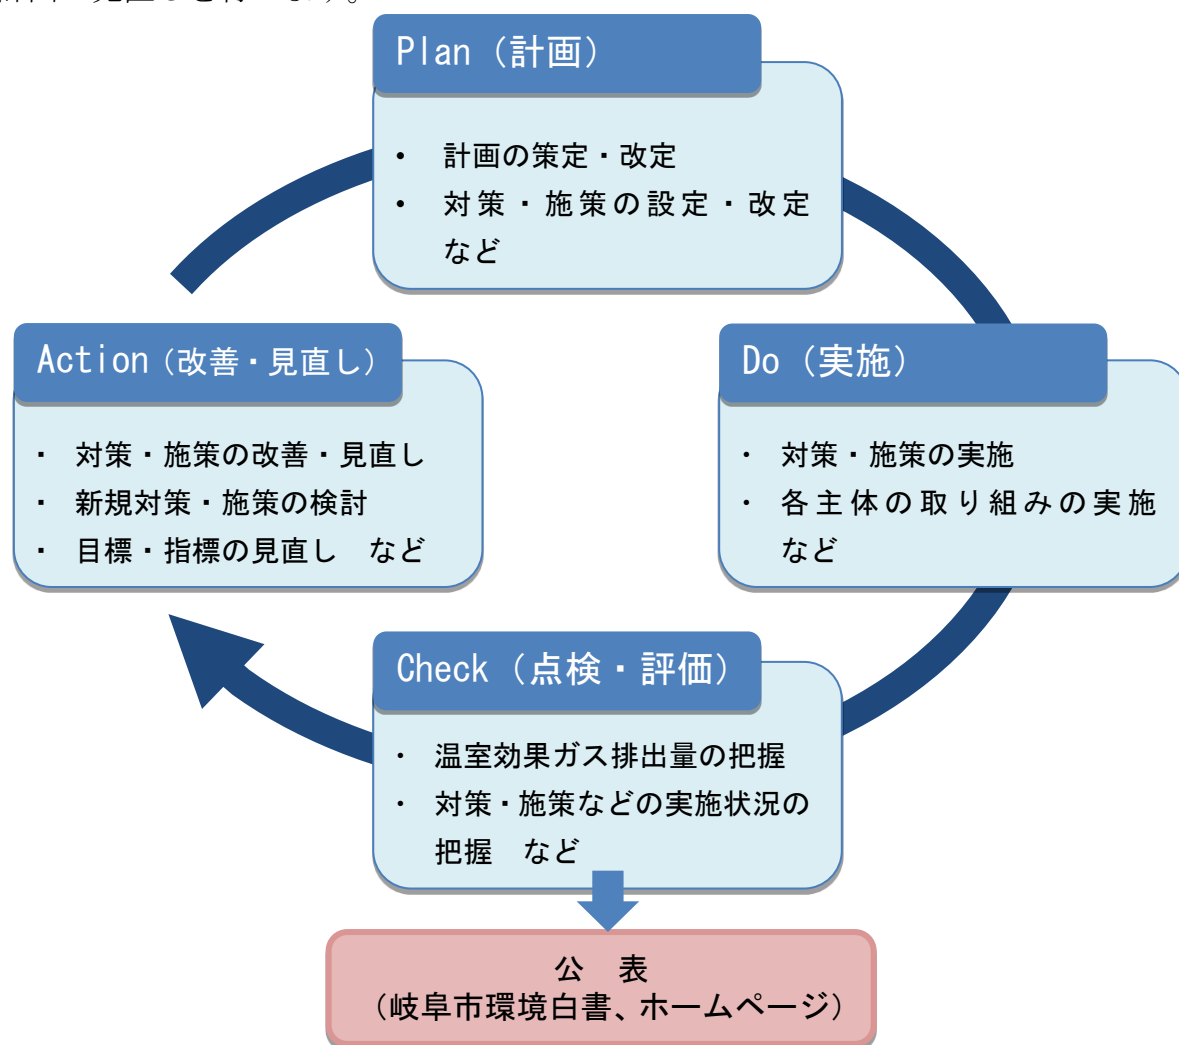 Plan（計画）
・ 計画の策定・改定
・ 対策・施策の設定・改定
など
Action（改善・見直し）
・ 対策・施策の改善・見直し
・ 新規対策・施策の検討
・ 目標・指標の見直し　など
Do（実施）
・ 対策・施策の実施
・ 各主体の取り組みの実施
など
Check（点検・評価）
・ 温室効果ガス排出量の把握
・ 対策・施策などの実施状況の
把握　など
公　表
（岐阜市環境白書、ホームページ）